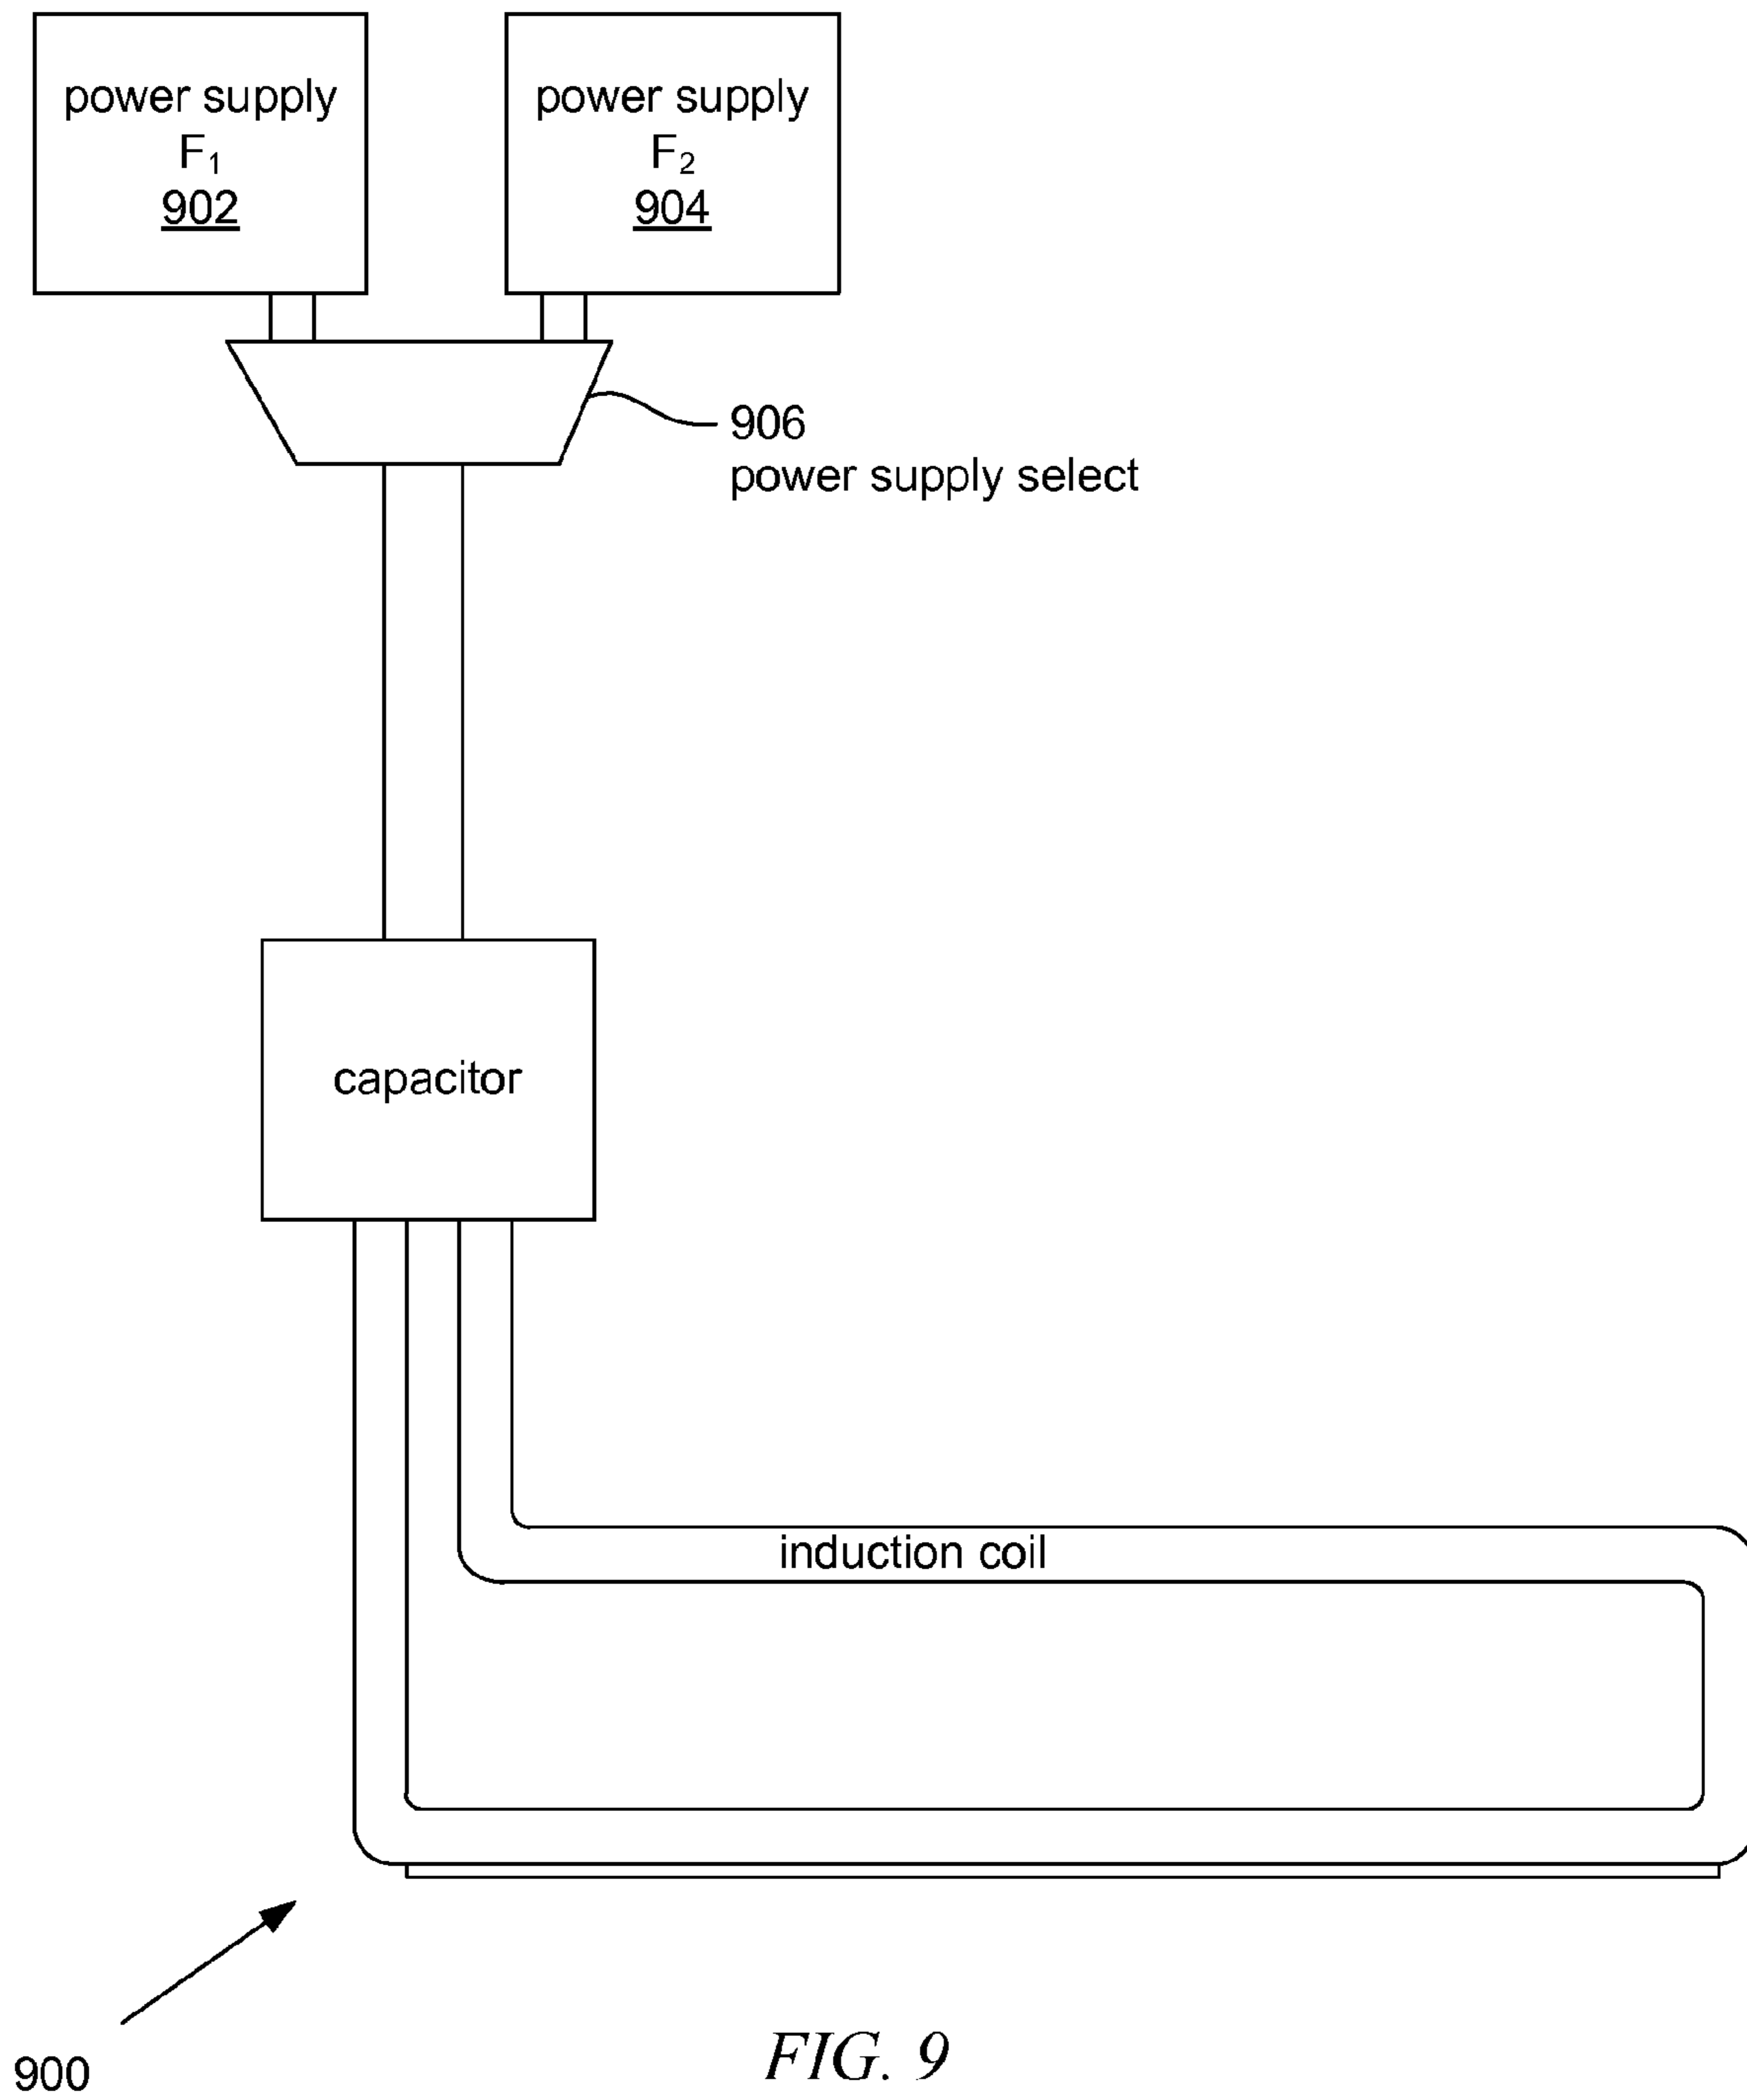 power supply
F₁
902
power supply
F₂
904
906
power supply select
capacitor
induction coil
900
FIG. 9